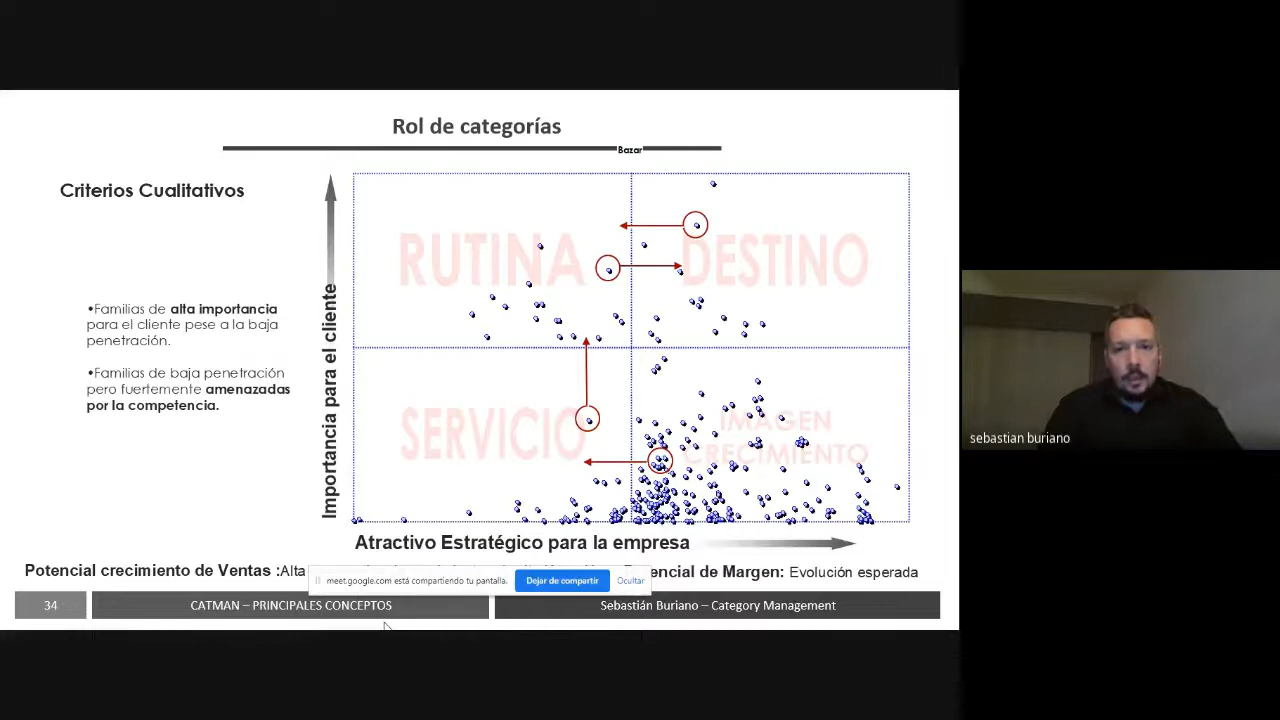 Rol de categorías
Bazar
Criterios Cualitativos
•Familias de alta importancia
para el cliente pese a la baja
penetración.
•Familias de baja penetración
pero fuertemente amenazadas
por la competencia.
Importancia para el cliente
RUTINA
DESTINO
SERVICIO
IMAGEN
CRECIMIENTO
Atractivo Estratégico para la empresa
Potencial crecimiento de Ventas :Alta
de Margen: Evolución esperada
meet.google.com está compartiendo tu pantalla.
Dejar de compartir
Ocultar
34
CATMAN – PRINCIPALES CONCEPTOS
Sebastián Buriano – Category Management
sebastian buriano